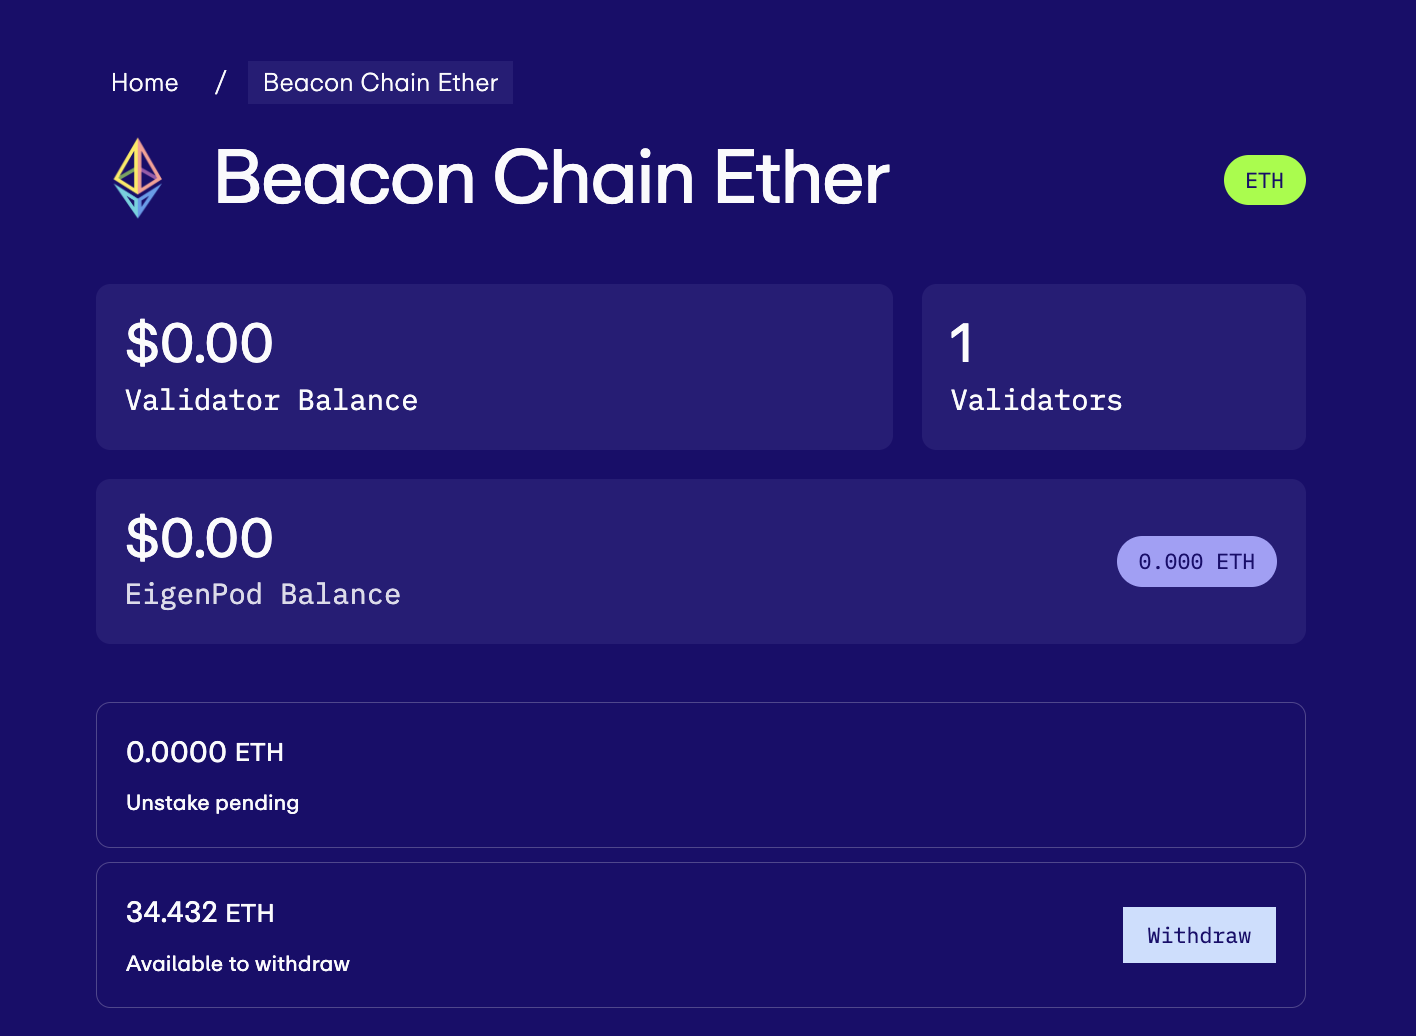 Home / Beacon Chain Ether
Beacon Chain Ether
ETH
$0.00
Validator Balance
1
Validators
$0.00
EigenPod Balance
0.000 ETH
0.0000 ETH
Unstake pending
34.432 ETH
Available to withdraw
Withdraw